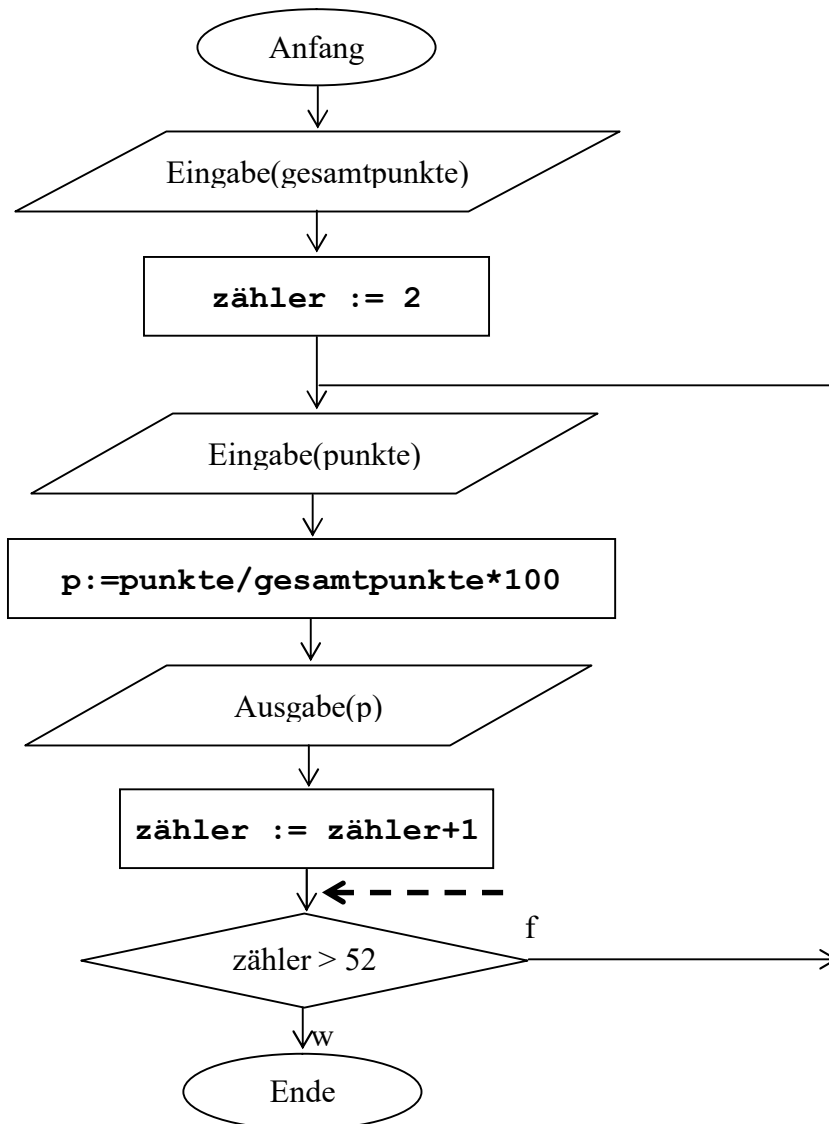 Anfang
Eingabe(gesamtpunkte)
zähler := 2
Eingabe(punkte)
p:=punkte/gesamtpunkte*100
Ausgabe(p)
zähler := zähler+1
f
zähler > 52
w
Ende